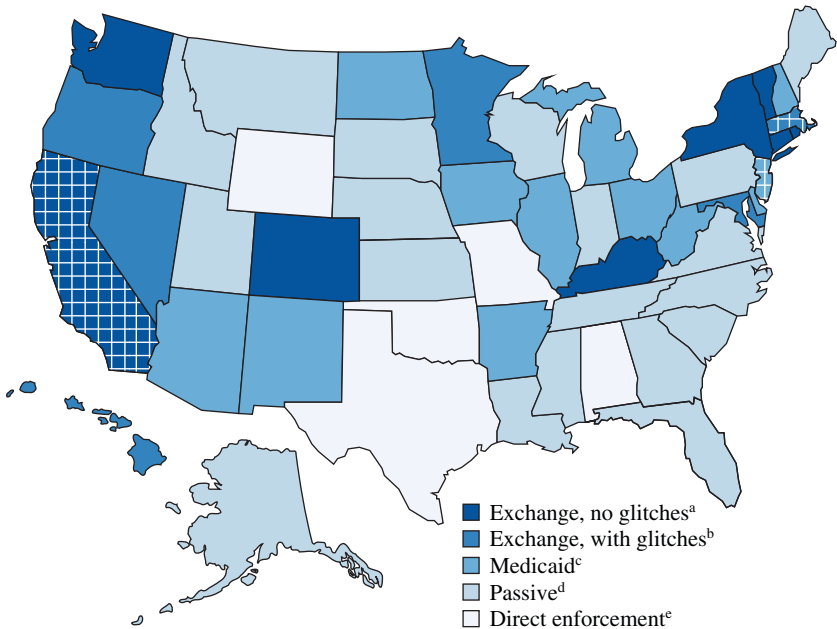 Exchange, no glitchesᵃ
Exchange, with glitchesᵇ
Medicaidᶜ
Passiveᵈ
Direct enforcementᵉ